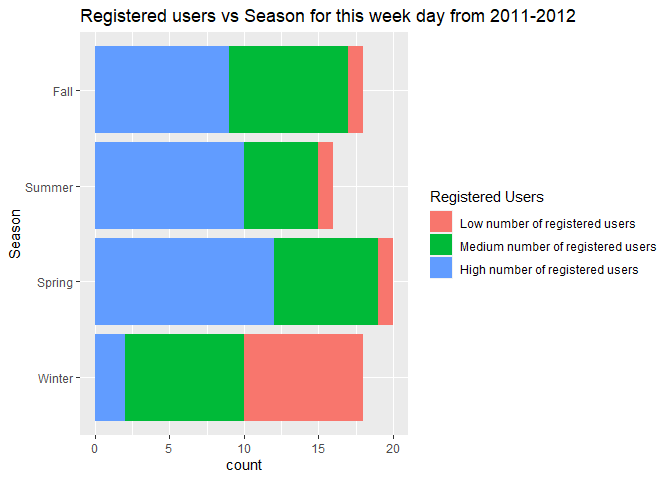 Registered users vs Season for this week day from 2011-2012
Fall
Summer
Spring
Winter
Season
0 5 10 15 20
count
Registered Users
Low number of registered users
Medium number of registered users
High number of registered users